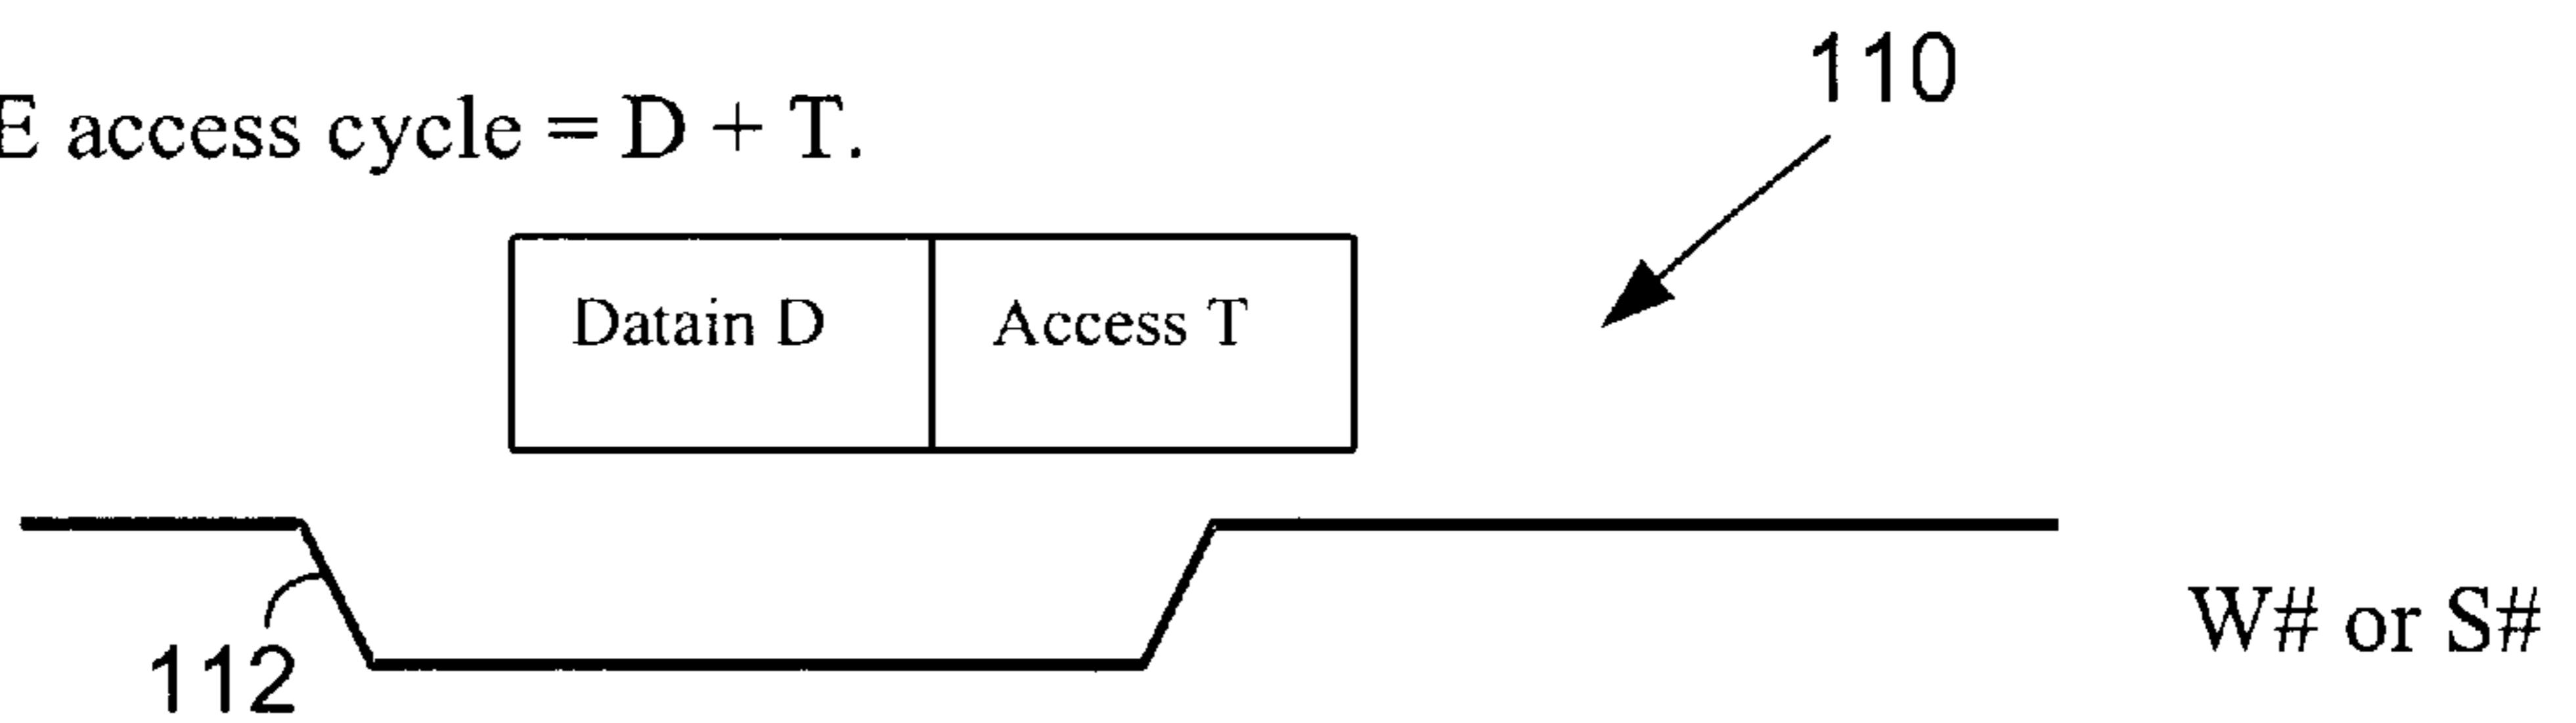 110
E access cycle = D + T.
Datain D Access T
W# or S#
112